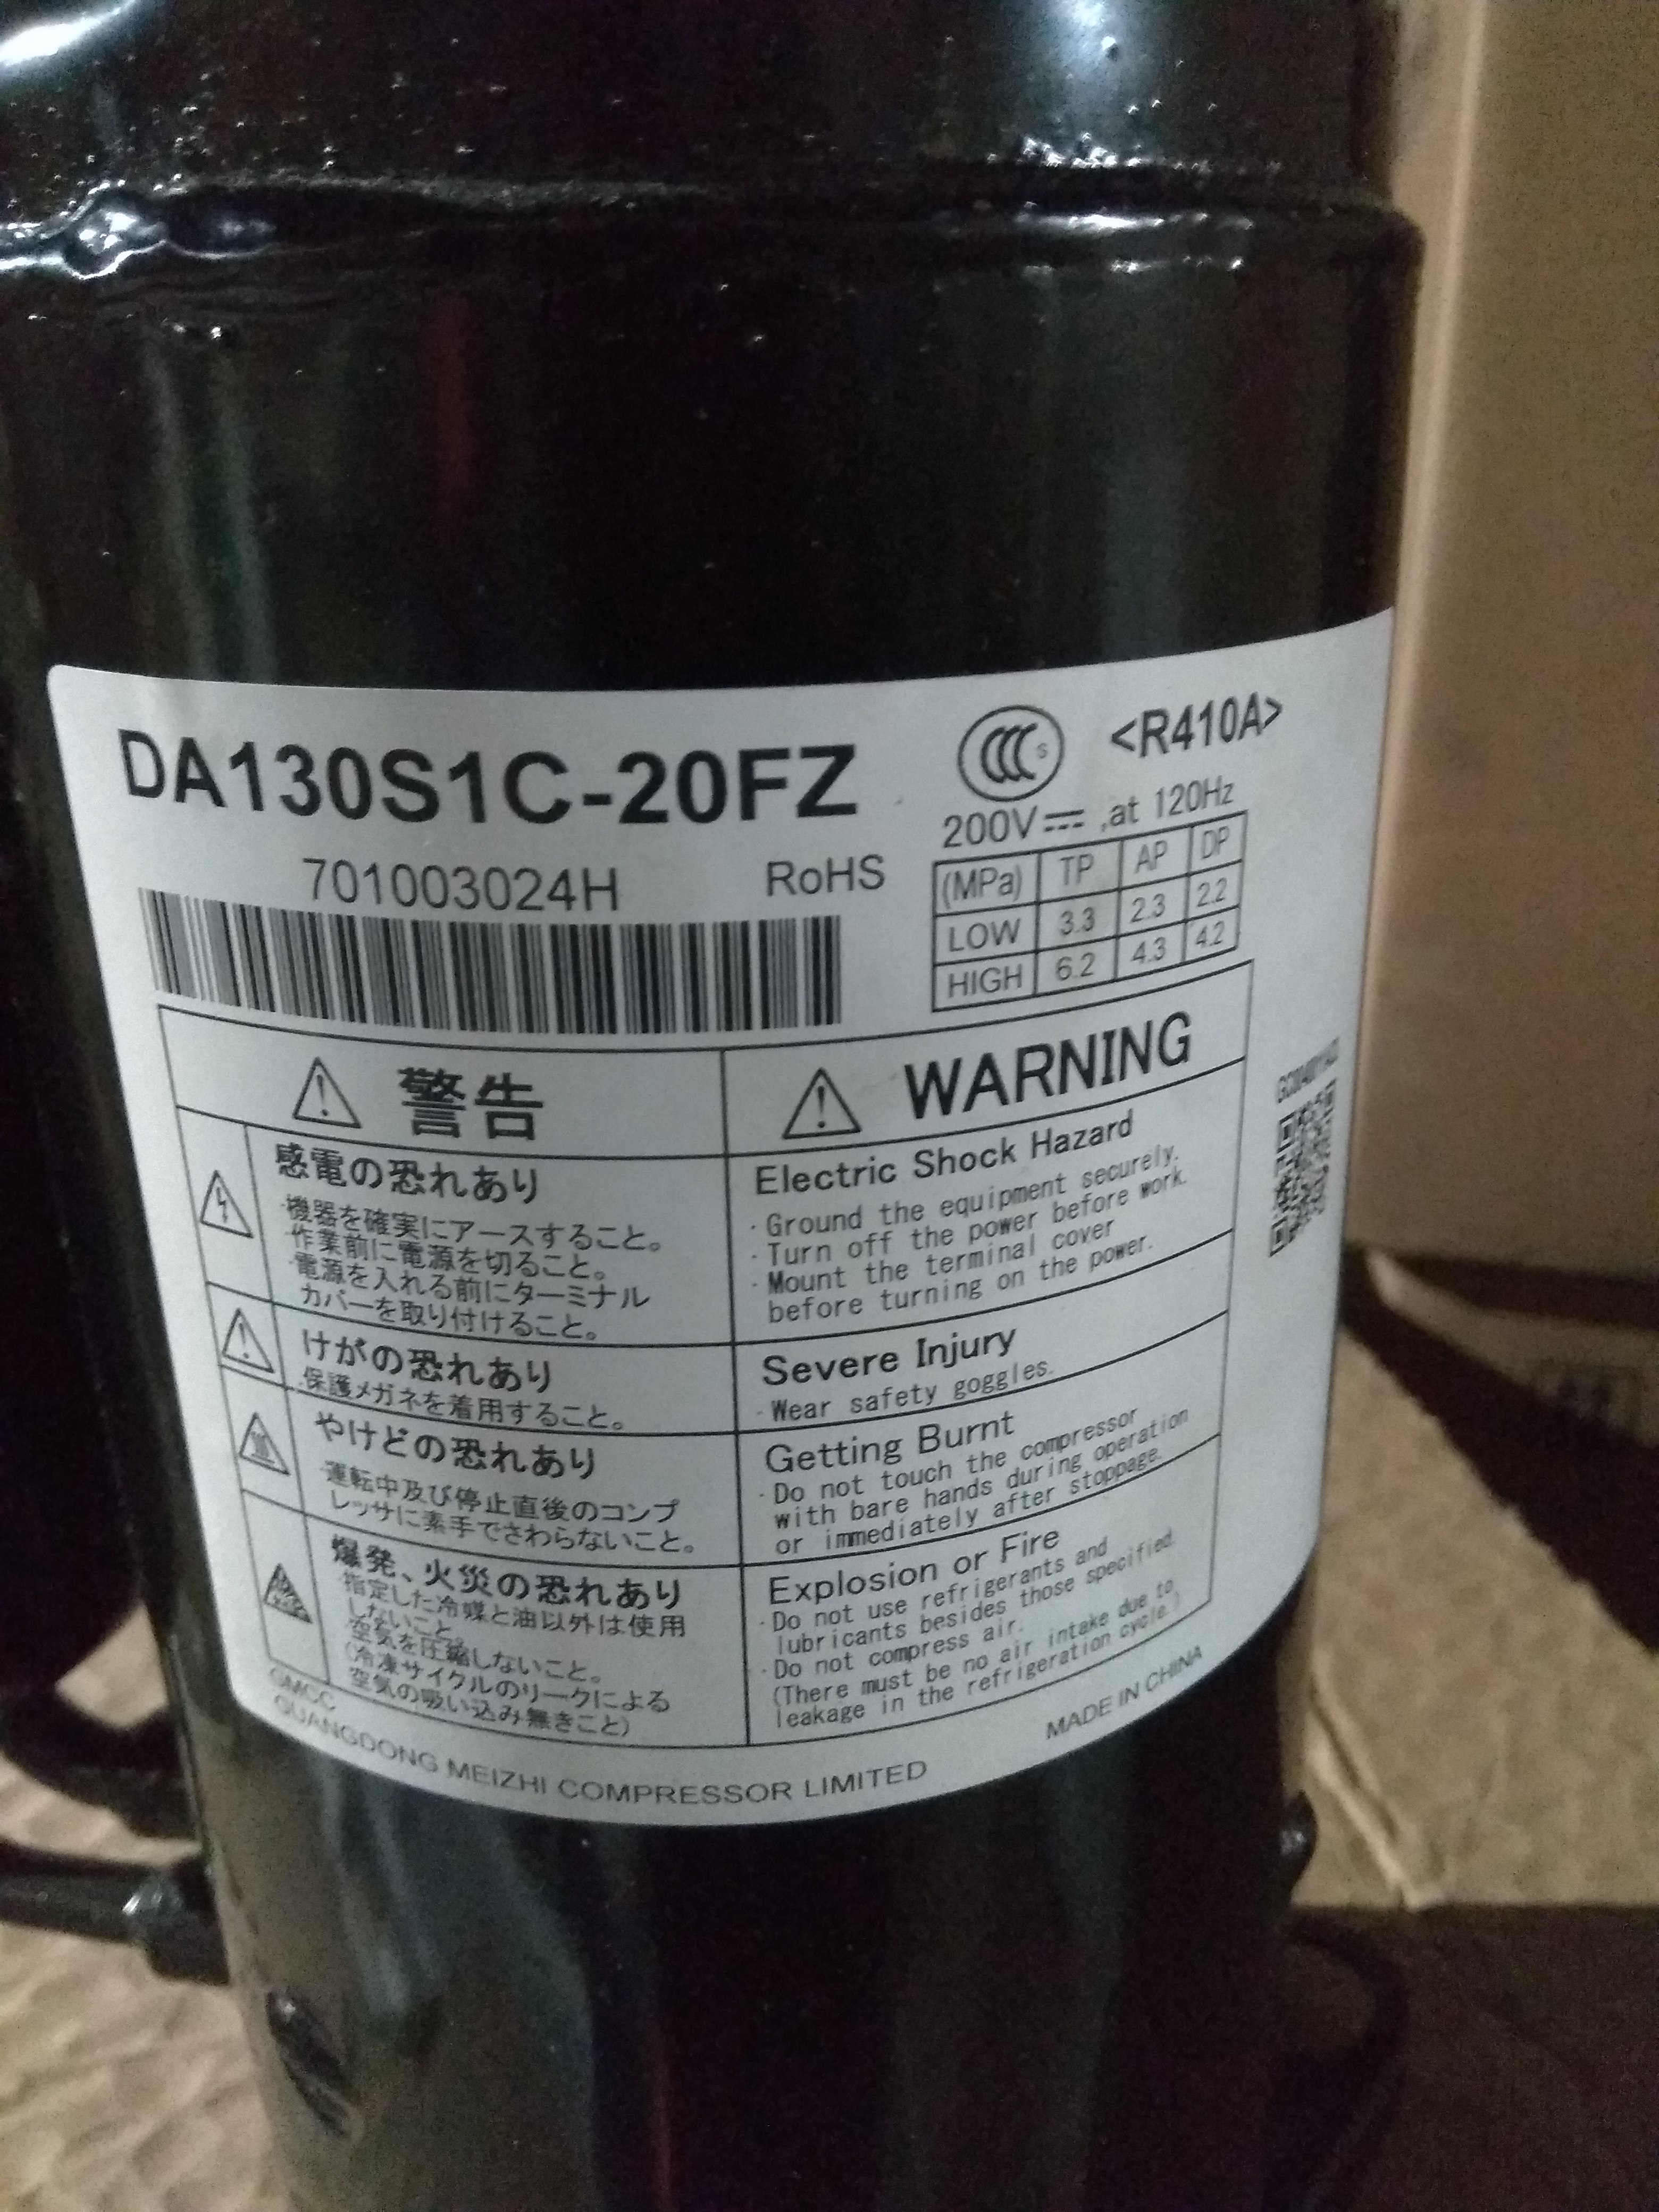 DA130S1C-20FZ
CCC S <R410A>
200V ⎓ ,at 120Hz
701003024H RoHS
(MPa) TP AP DP
LOW 3.3 2.3 2.2
HIGH 6.2 4.3 4.2
警告
感電の恐れあり
·機器を確実にアースすること。
·作業前に電源を切ること。
·電源を入れる前にターミナル
カバーを取り付けること。
けがの恐れあり
·保護メガネを着用すること。
やけどの恐れあり
·運転中及び停止直後のコンプ
レッサに素手でさわらないこと。
爆発、火災の恐れあり
·指定した冷媒と油以外は使用
しないこと。
·空気を圧縮しないこと。
(冷凍サイクルのリークによる
空気の吸い込み無きこと)
WARNING
Electric Shock Hazard
·Ground the equipment securely.
·Turn off the power before work.
·Mount the terminal cover
before turning on the power.
Severe Injury
·Wear safety goggles.
Getting Burnt
·Do not touch the compressor
with bare hands during operation
or immediately after stoppage.
Explosion or Fire
·Do not use refrigerants and
lubricants besides those specified.
·Do not compress air.
(There must be no air intake due to
leakage in the refrigeration cycle.)
GMCC
GUANGDONG MEIZHI COMPRESSOR LIMITED
MADE IN CHINA